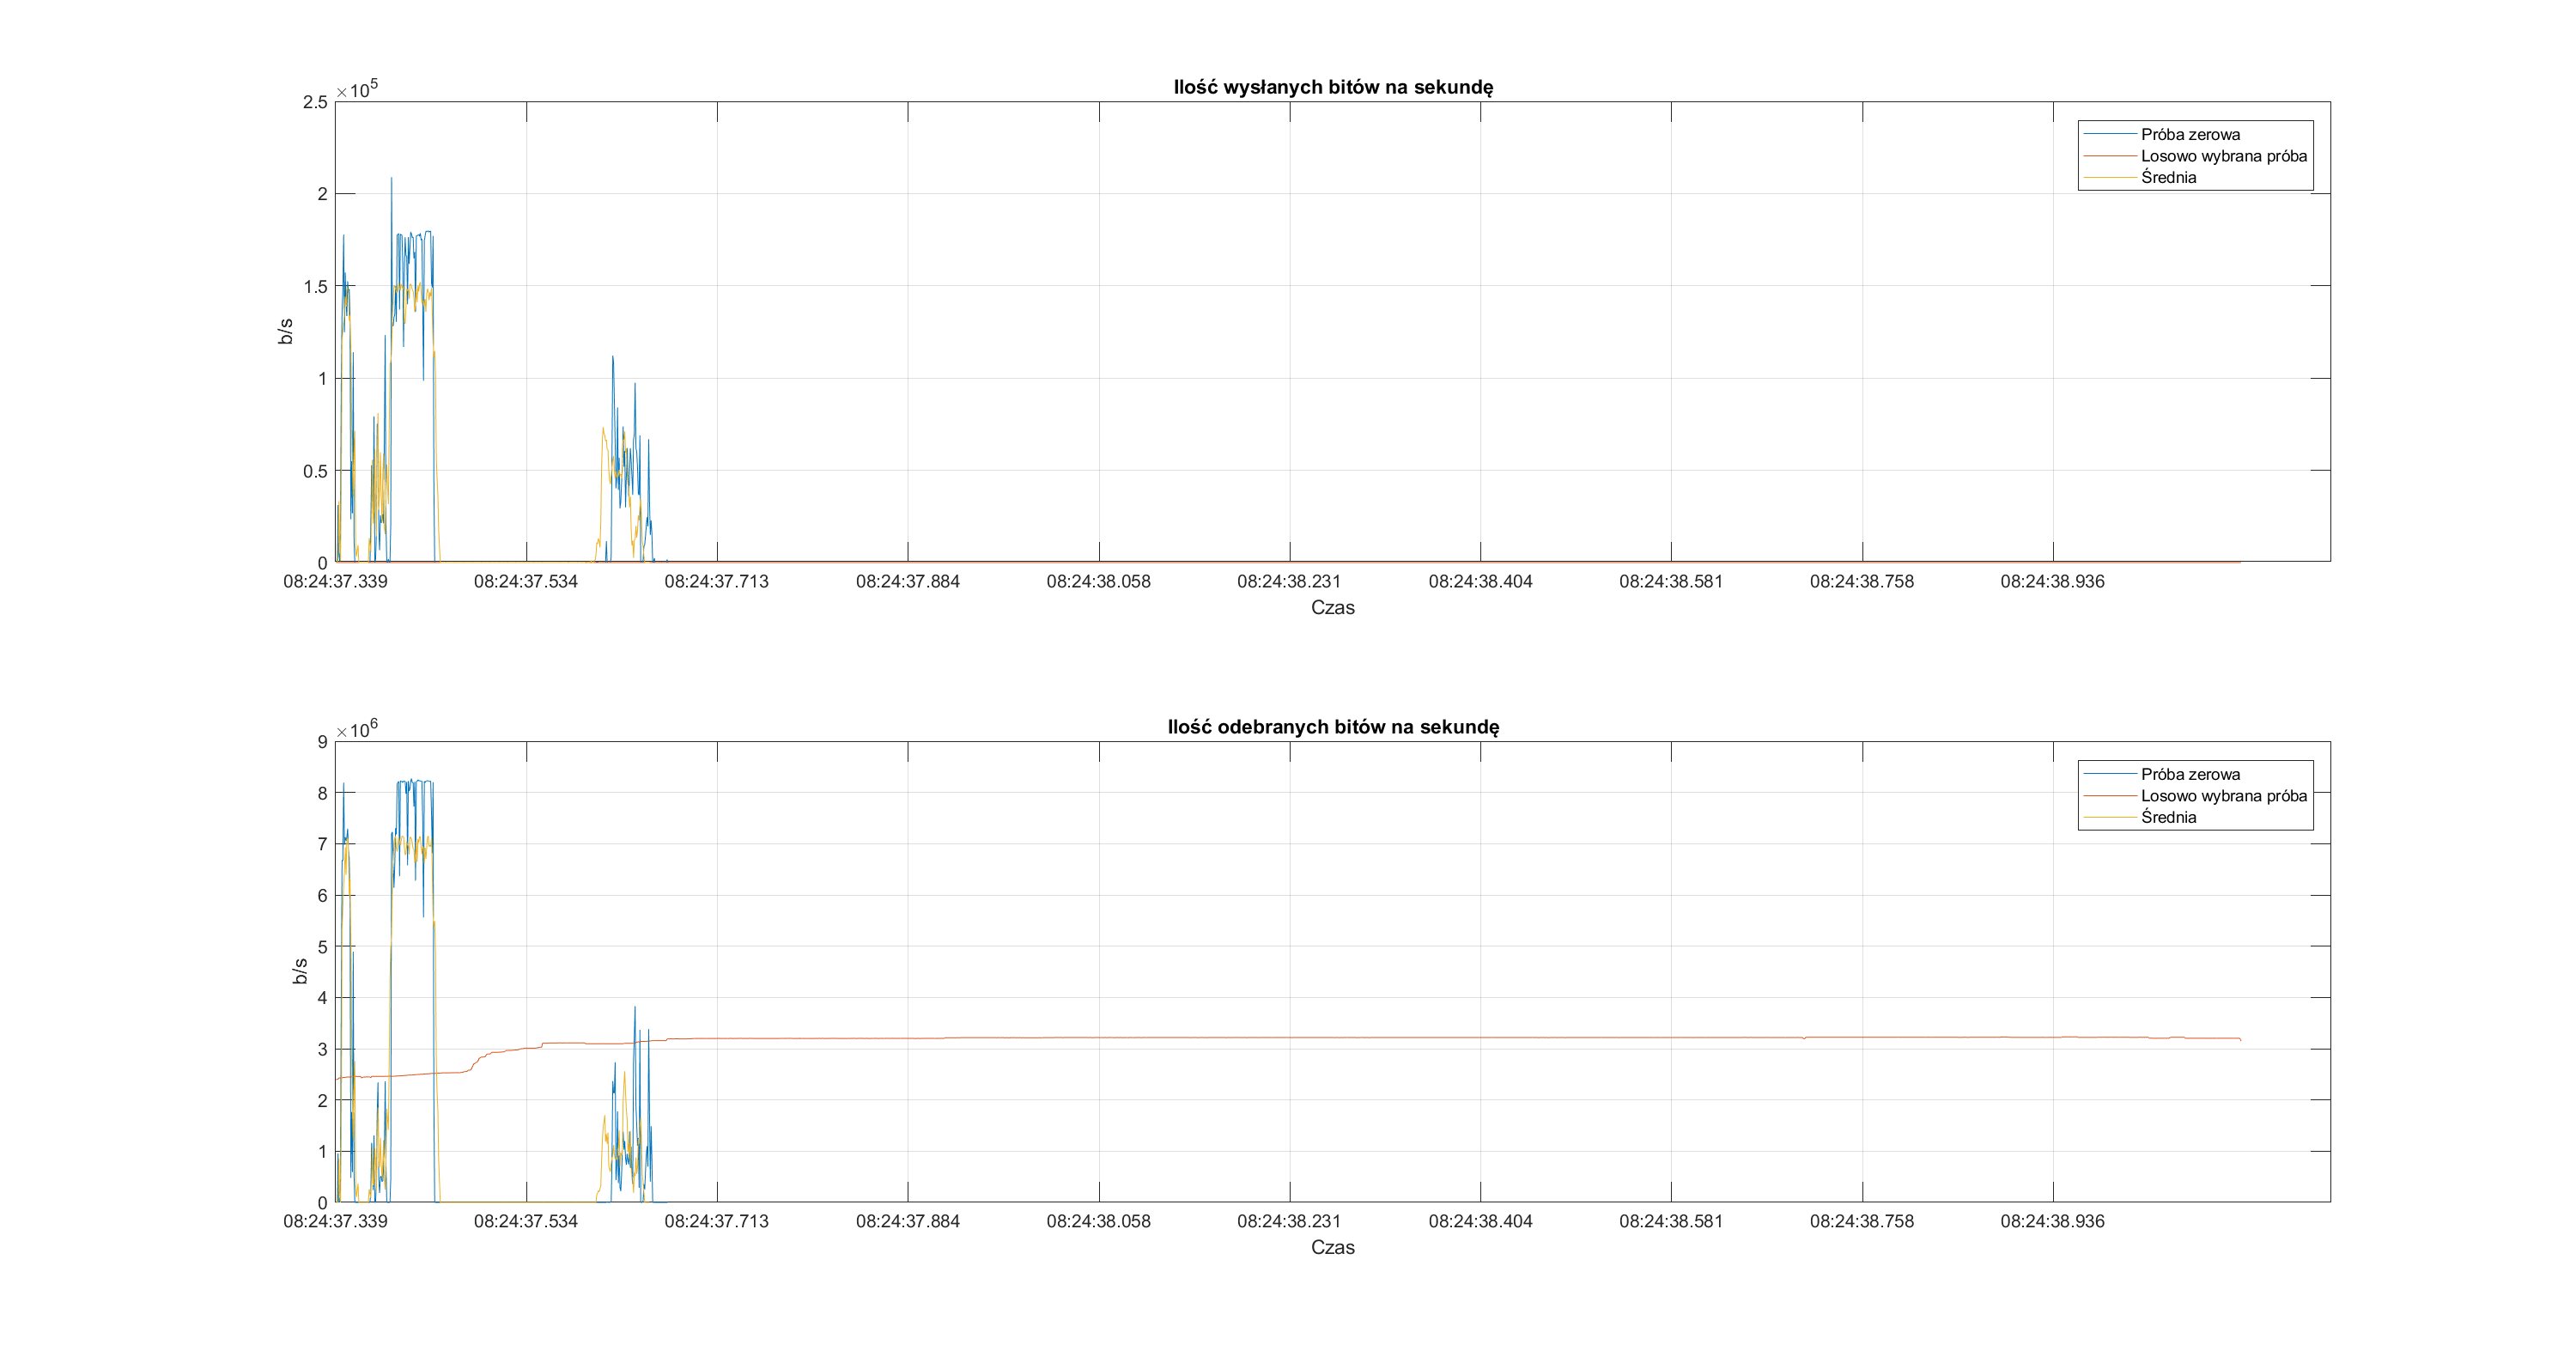 Ilość wysłanych bitów na sekundę
×10^5
2.5
2
1.5
1
0.5
0
b/s
Próba zerowa
Losowo wybrana próba
Średnia
08:24:37.339 08:24:37.534 08:24:37.713 08:24:37.884 08:24:38.058 08:24:38.231 08:24:38.404 08:24:38.581 08:24:38.758 08:24:38.936
Czas
Ilość odebranych bitów na sekundę
×10^6
9
8
7
6
5
4
3
2
1
0
b/s
Próba zerowa
Losowo wybrana próba
Średnia
08:24:37.339 08:24:37.534 08:24:37.713 08:24:37.884 08:24:38.058 08:24:38.231 08:24:38.404 08:24:38.581 08:24:38.758 08:24:38.936
Czas